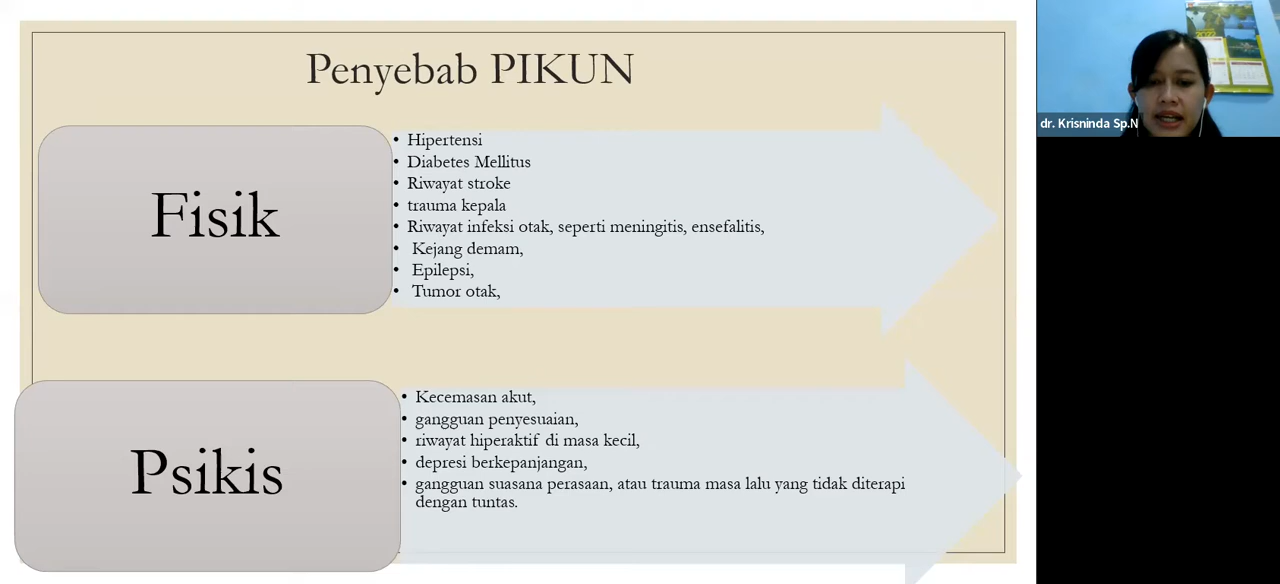 Penyebab PIKUN
Fisik
• Hipertensi
• Diabetes Mellitus
• Riwayat stroke
• trauma kepala
• Riwayat infeksi otak, seperti meningitis, ensefalitis,
• Kejang demam,
• Epilepsi,
• Tumor otak,
Psikis
• Kecemasan akut,
• gangguan penyesuaian,
• riwayat hiperaktif di masa kecil,
• depresi berkepanjangan,
• gangguan suasana perasaan, atau trauma masa lalu yang tidak diterapi
dengan tuntas.
2022
dr. Krisninda Sp.N